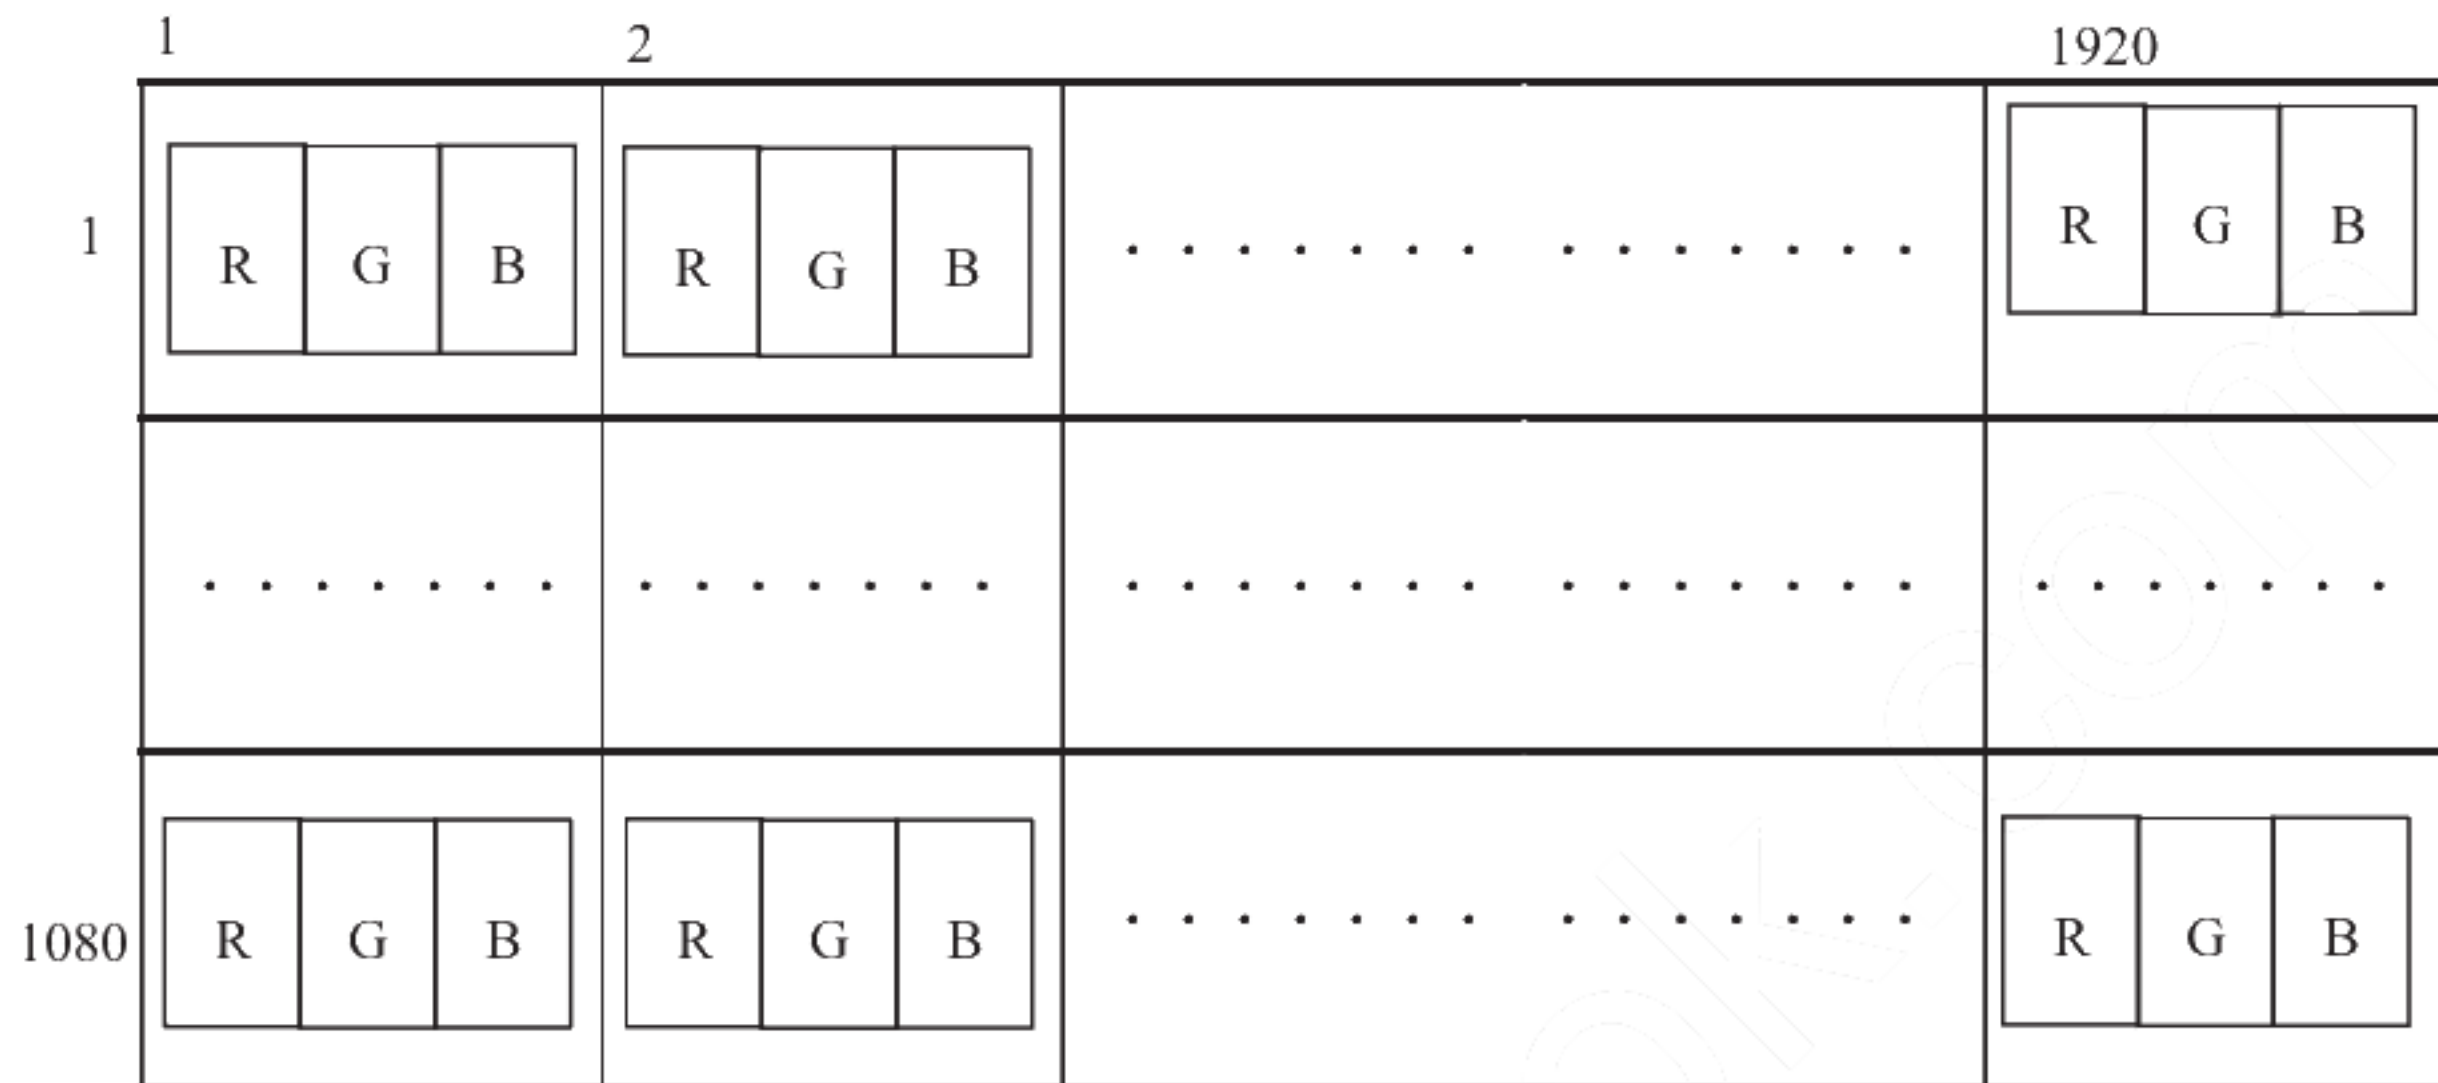 1 2 1920
1 R G B R G B . . . . . . . . . . . . . . R G B
. . . . . . . . . . . . . . . . . . . . . . . . . . . . . . . . . . .
1080 R G B R G B . . . . . . . . . . . . . . R G B